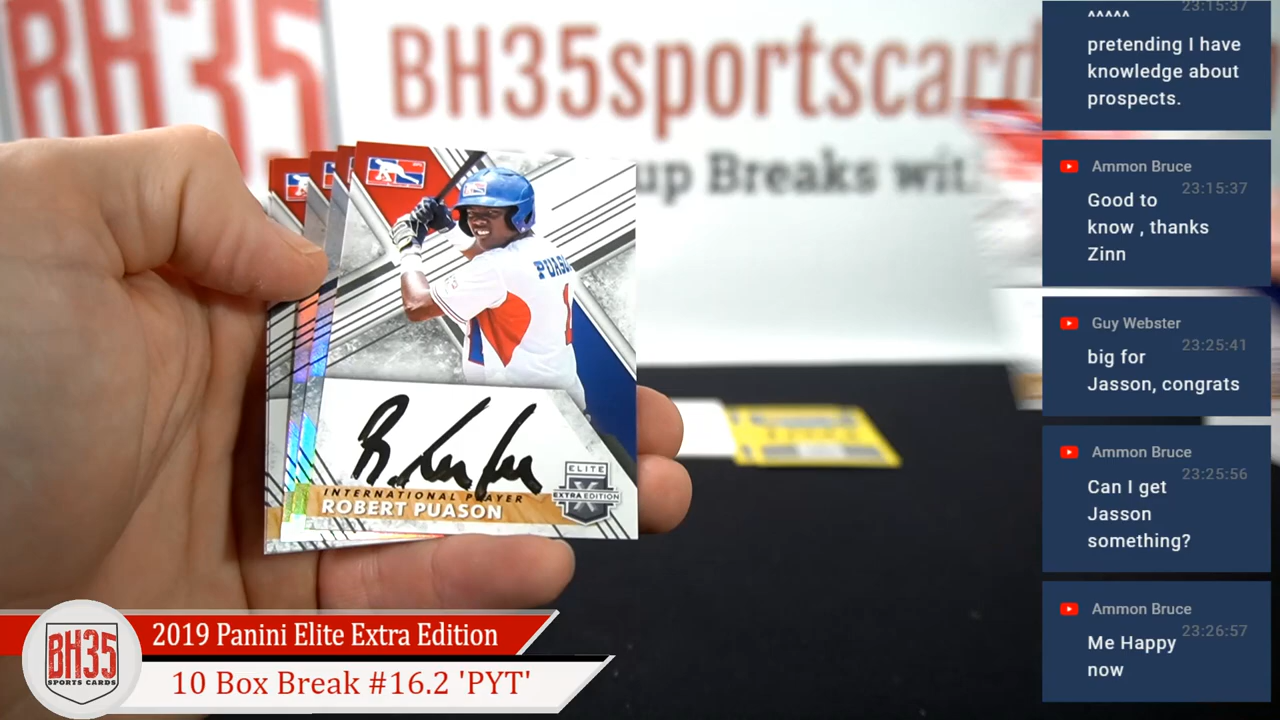 BH35
BH35sportscard
up Breaks wit
PUAS
INTERNATIONAL PLAYER
ROBERT PUASON
ELITE
EXTRA EDITION
BH35
SPORTS CARDS
2019 Panini Elite Extra Edition
10 Box Break #16.2 'PYT'
23:15:37
^^^^^
pretending I have
knowledge about
prospects.
Ammon Bruce
23:15:37
Good to
know , thanks
Zinn
Guy Webster
23:25:41
big for
Jasson, congrats
Ammon Bruce
23:25:56
Can I get
Jasson
something?
Ammon Bruce
23:26:57
Me Happy
now